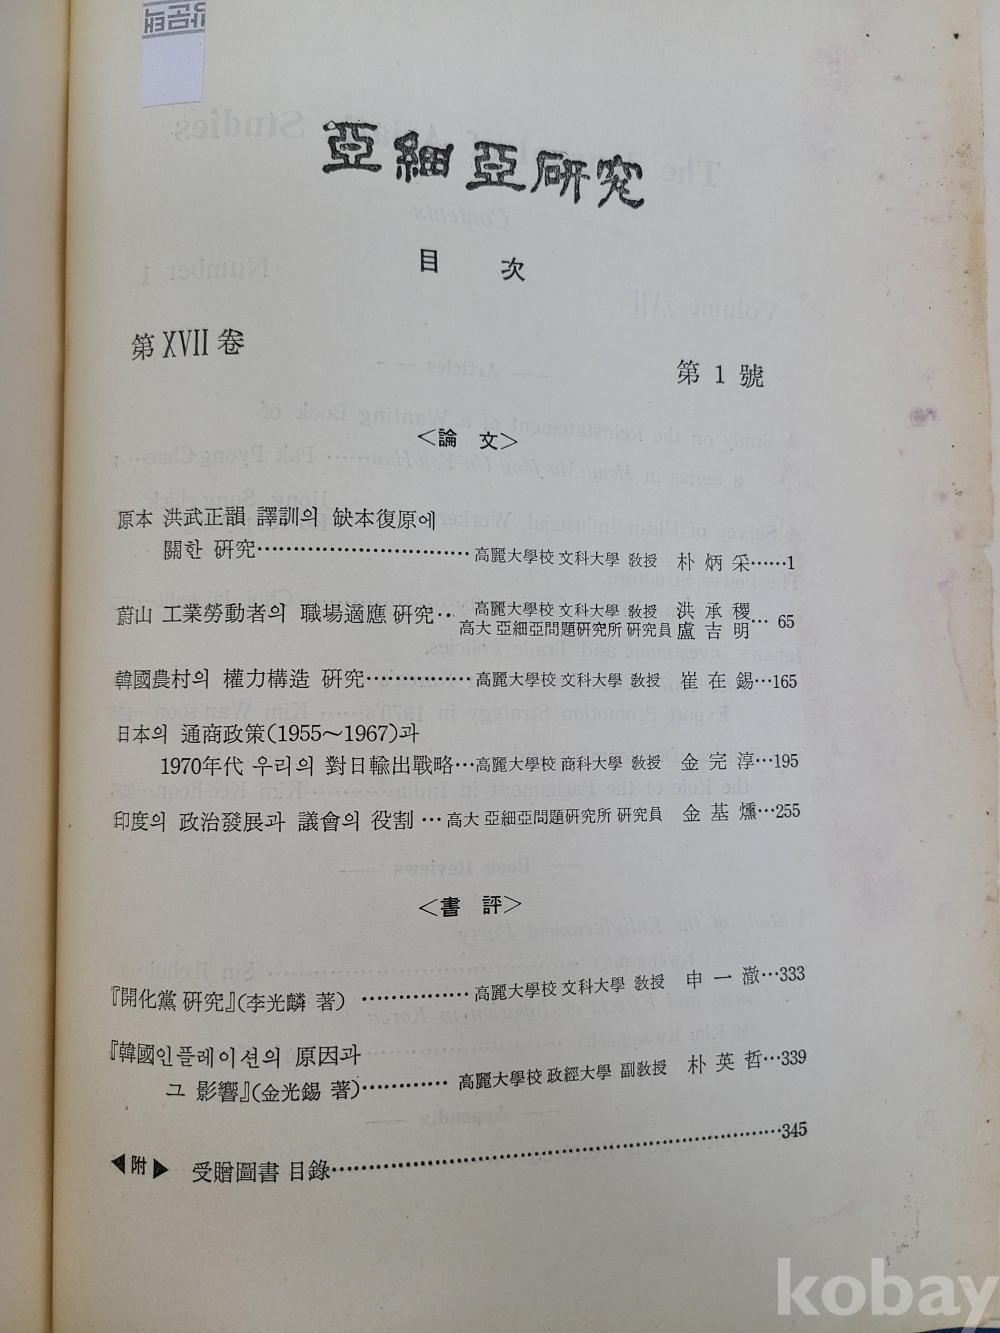 亞細亞硏究
目 次
第XVII卷
第 1 號
<論 文>
原本 洪武正韻 譯訓의 缺本復原에
關한 硏究……………………………高麗大學校 文科大學 敎授 朴炳采……1
蔚山 工業勞動者의 職場適應 硏究…高麗大學校 文科大學 敎授 洪承稷
高大 亞細亞問題硏究所 硏究員 盧吉明…65
韓國農村의 權力構造 硏究……………高麗大學校 文科大學 敎授 崔在錫…165
日本의 通商政策(1955~1967)과
1970年代 우리의 對日輸出戰略…高麗大學校 商科大學 敎授 金完淳…195
印度의 政治發展과 議會의 役割…高大 亞細亞問題硏究所 硏究員 金基燻…255
<書 評>
『開化黨 硏究』(李光麟 著)……………高麗大學校 文科大學 敎授 申一澈…333
『韓國인플레이션의 原因과
그 影響』(金光錫 著)…………高麗大學校 政經大學 副敎授 朴英哲…339
◀附▶ 受贈圖書 目錄……………………………………………345
kobay